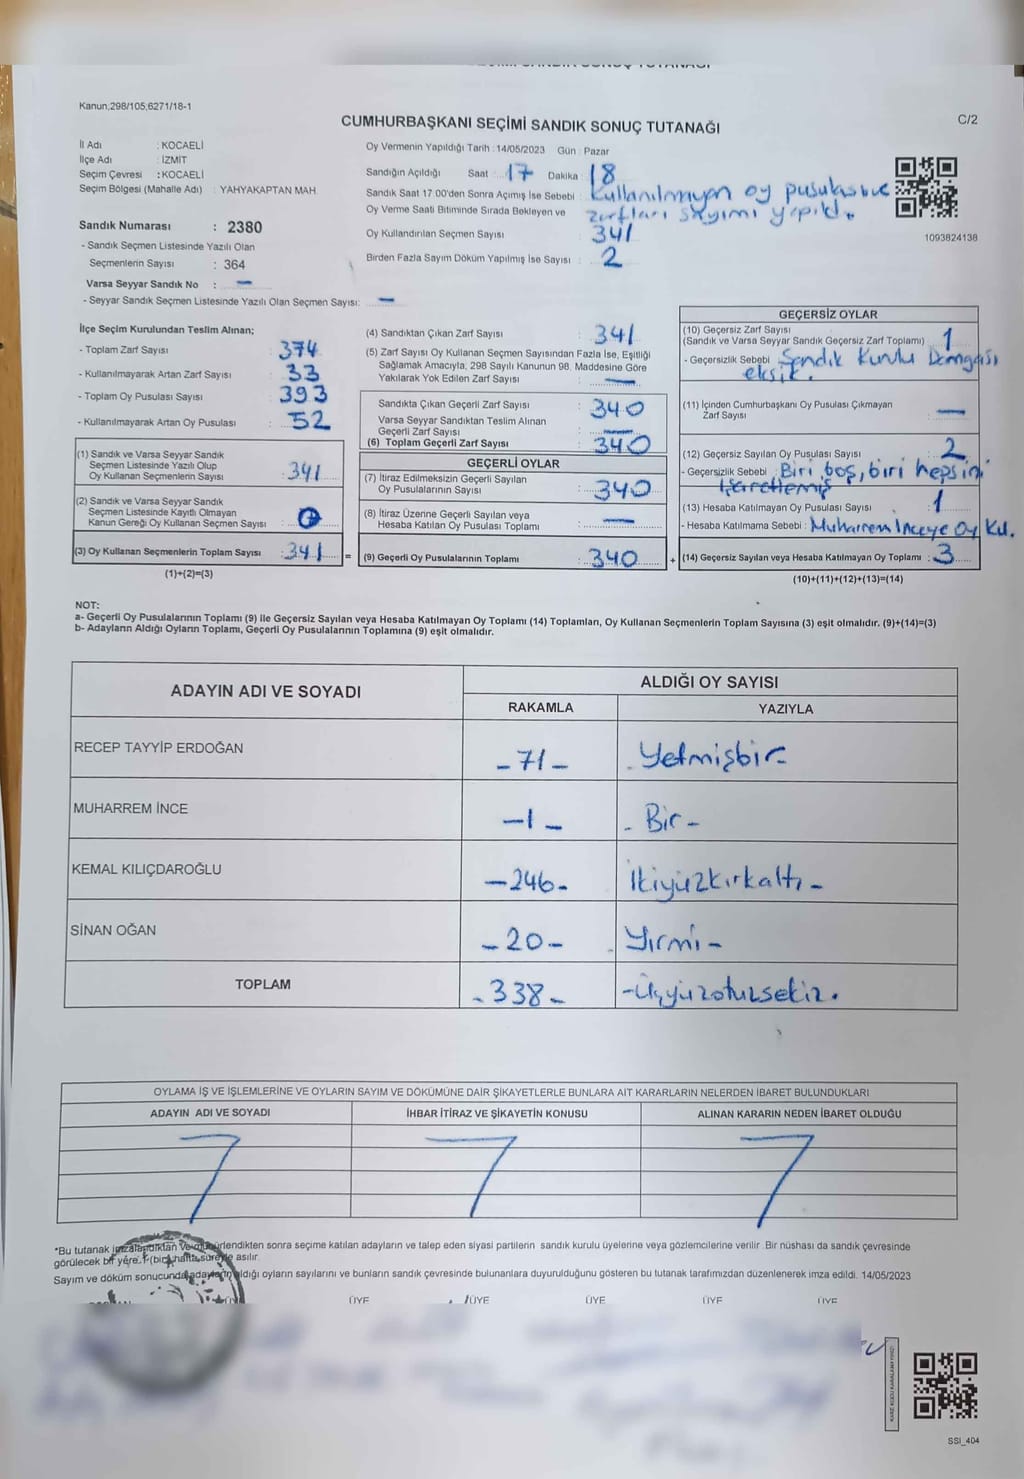 Kanun;298/105;6271/18-1
CUMHURBAŞKANI SEÇİMİ SANDIK SONUÇ TUTANAĞI
C/2
İl Adı : KOCAELİ
İlçe Adı : İZMİT
Seçim Çevresi : KOCAELİ
Seçim Bölgesi (Mahalle Adı) : YAHYAKAPTAN MAH.
Sandık Numarası : 2380
- Sandık Seçmen Listesinde Yazılı Olan
Seçmenlerin Sayısı : 364
Varsa Seyyar Sandık No : -
- Seyyar Sandık Seçmen Listesinde Yazılı Olan Seçmen Sayısı: -
Oy Vermenin Yapıldığı Tarih : 14/05/2023 Gün : Pazar
Sandığın Açıldığı Saat : 17 Dakika : 18
Sandık Saat 17.00'den Sonra Açımış İse Sebebi : Kullanılmayan oy pusulası ve
Oy Verme Saati Bitiminde Sırada Bekleyen ve zarfları sayımı yapıldı.
Oy Kullandırılan Seçmen Sayısı : 341
Birden Fazla Sayım Döküm Yapılmış İse Sayısı : 2
1093824138
İlçe Seçim Kurulundan Teslim Alınan;
- Toplam Zarf Sayısı : 374
- Kullanılmayarak Artan Zarf Sayısı : 33
- Toplam Oy Pusulası Sayısı : 393
- Kullanılmayarak Artan Oy Pusulası : 52
(1) Sandık ve Varsa Seyyar Sandık
Seçmen Listesinde Yazılı Olup
Oy Kullanan Seçmenlerin Sayısı : 341
(2) Sandık ve Varsa Seyyar Sandık
Seçmen Listesinde Kayıtlı Olmayan
Kanun Gereği Oy Kullanan Seçmen Sayısı :
(3) Oy Kullanan Seçmenlerin Toplam Sayısı : 341 =
(1)+(2)=(3)
(4) Sandıktan Çıkan Zarf Sayısı : 341
(5) Zarf Sayısı Oy Kullanan Seçmen Sayısından Fazla İse, Eşitliği
Sağlamak Amacıyla, 298 Sayılı Kanunun 98. Maddesine Göre
Yakılarak Yok Edilen Zarf Sayısı : -
Sandıkta Çıkan Geçerli Zarf Sayısı : 340
Varsa Seyyar Sandıktan Teslim Alınan
Geçerli Zarf Sayısı : -
(6) Toplam Geçerli Zarf Sayısı : 340
GEÇERLİ OYLAR
(7) İtiraz Edilmeksizin Geçerli Sayılan
Oy Pusulalarının Sayısı : 340
(8) İtiraz Üzerine Geçerli Sayılan veya
Hesaba Katılan Oy Pusulası Toplamı : -
(9) Geçerli Oy Pusulalarının Toplamı : 340 +
GEÇERSİZ OYLAR
(10) Geçersiz Zarf Sayısı
(Sandık ve Varsa Seyyar Sandık Geçersiz Zarf Toplamı) : 1
- Geçersizlik Sebebi : Sandık Kurulu Damgası
eksik.
(11) İçinden Cumhurbaşkanı Oy Pusulası Çıkmayan
Zarf Sayısı : -
(12) Geçersiz Sayılan Oy Pusulası Sayısı : 2
- Geçersizlik Sebebi : Biri boş, biri hepsini
işaretlemiş
(13) Hesaba Katılmayan Oy Pusulası Sayısı : 1
- Hesaba Katılmama Sebebi : Muharrem İnceye Oy Kul.
(14) Geçersiz Sayılan veya Hesaba Katılmayan Oy Toplamı : 3
(10)+(11)+(12)+(13)=(14)
NOT:
a- Geçerli Oy Pusulalarının Toplamı (9) ile Geçersiz Sayılan veya Hesaba Katılmayan Oy Toplamı (14) Toplamları, Oy Kullanan Seçmenlerin Toplam Sayısına (3) eşit olmalıdır. (9)+(14)=(3)
b- Adayların Aldığı Oyların Toplamı, Geçerli Oy Pusulalarının Toplamına (9) eşit olmalıdır.
ADAYIN ADI VE SOYADI
ALDIĞI OY SAYISI
RAKAMLA YAZIYLA
RECEP TAYYİP ERDOĞAN -71- -Yetmişbir-
MUHARREM İNCE -1- -Bir-
KEMAL KILIÇDAROĞLU -246- İkiyüzkırkaltı-
SİNAN OĞAN -20- -Yirmi-
TOPLAM -338- -Üçyüzotuzsekiz.
OYLAMA İŞ VE İŞLEMLERİNE VE OYLARIN SAYIM VE DÖKÜMÜNE DAİR ŞİKAYETLERLE BUNLARA AİT KARARLARIN NELERDEN İBARET BULUNDUKLARI
ADAYIN ADI VE SOYADI İHBAR İTİRAZ VE ŞİKAYETİN KONUSU ALINAN KARARIN NEDEN İBARET OLDUĞU
*Bu tutanak imzalandıktan ve mühürlendikten sonra seçime katılan adayların ve talep eden siyasi partilerin sandık kurulu üyelerine veya gözlemcilerine verilir. Bir nüshası da sandık çevresinde
görülecek bir yere 1 (bir) hafta süreyle asılır.
Sayım ve döküm sonucunda adayların aldığı oyların sayılarını ve bunların sandık çevresinde bulunanlara duyurulduğunu gösteren bu tutanak tarafımızdan düzenlenerek imza edildi. 14/05/2023
ÜYE ÜYE ÜYE ÜYE ÜYE
SSI_404